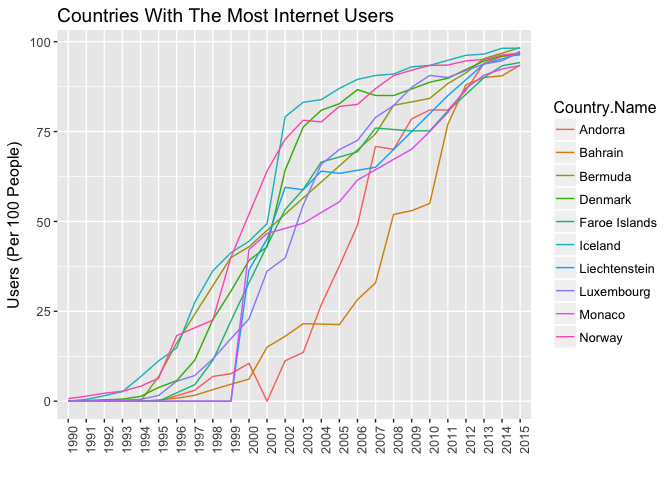 Countries With The Most Internet Users
Users (Per 100 People)
100
75
50
25
0
1990
1991
1992
1993
1994
1995
1996
1997
1998
1999
2000
2001
2002
2003
2004
2005
2006
2007
2008
2009
2010
2011
2012
2013
2014
2015
Country.Name
Andorra
Bahrain
Bermuda
Denmark
Faroe Islands
Iceland
Liechtenstein
Luxembourg
Monaco
Norway